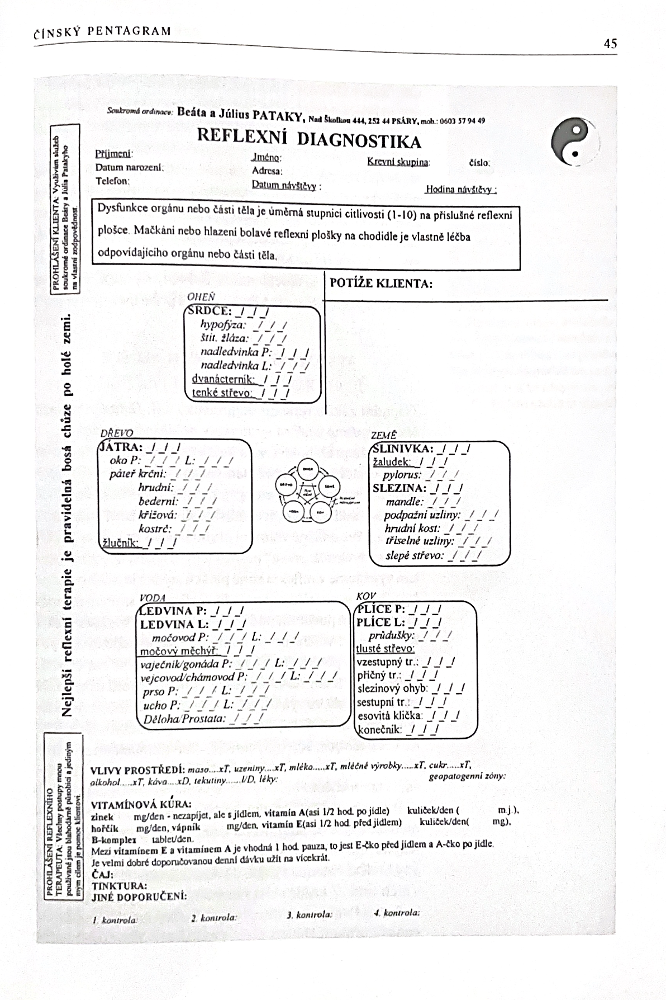 ČÍNSKÝ PENTAGRAM
45
Soukromá ordinace: Beáta a Július PATAKY, Nad Školkou 444, 252 44 PSÁRY, mob.: 0603 57 94 49
REFLEXNÍ DIAGNOSTIKA
Příjmení:
Jméno:
Krevní skupina:
číslo:
Datum narození:
Adresa:
Telefon:
Datum návštěvy :
Hodina návštěvy :
PROHLÁŠENÍ KLIENTA: Využívám služeb
soukromé ordinace Beáty a Júlia Patakyho
na vlastní zodpovědnost.
Dysfunkce orgánu nebo části těla je úměrná stupnici citlivosti (1-10) na příslušné reflexní
plošce. Mačkání nebo hlazení bolavé reflexní plošky na chodidle je vlastně léčba
odpovídajícího orgánu nebo části těla.
POTÍŽE KLIENTA:
Nejlepší reflexní terapie je pravidelná bosá chůze po holé zemi.
OHEŇ
SRDCE: _/_/_/
hypofýza: _/_/_/
štít. žláza: _/_/_/
nadledvinka P: _/_/_/
nadledvinka L: _/_/_/
dvanácterník: _/_/_/
tenké střevo: _/_/_/
DŘEVO
JÁTRA: _/_/_/
oko P: _/_/_/ L: _/_/_/
páteř krční: _/_/_/
hrudní: _/_/_/
bederní: _/_/_/
křížová: _/_/_/
kostrč: _/_/_/
žlučník: _/_/_/
ZEMĚ
SLINIVKA: _/_/_/
žaludek: _/_/_/
pylorus: _/_/_/
SLEZINA: _/_/_/
mandle: _/_/_/
podpažní uzliny: _/_/_/
hrudní kost: _/_/_/
tříselné uzliny: _/_/_/
slepé střevo: _/_/_/
VODA
LEDVINA P: _/_/_/
LEDVINA L: _/_/_/
močovod P: _/_/_/ L: _/_/_/
močový měchýř: _/_/_/
vaječník/gonáda P: _/_/_/ L: _/_/_/
vejcovod/chámovod P: _/_/_/ L: _/_/_/
prso P: _/_/_/ L: _/_/_/
ucho P: _/_/_/ L: _/_/_/
Děloha/Prostata: _/_/_/
KOV
PLÍCE P: _/_/_/
PLÍCE L: _/_/_/
průdušky: _/_/_/
tlusté střevo:
vzestupný tr.: _/_/_/
příčný tr.: _/_/_/
slezinový ohyb: _/_/_/
sestupní tr.: _/_/_/
esovitá klička: _/_/_/
konečník: _/_/_/
PROHLÁŠENÍ REFLEXNÍHO
TERAPEUTA: Všechny postupy mnou
používané jsou blahodárně působící a jediným
mým cílem je pomoc klientovi.
VLIVY PROSTŘEDÍ: maso....xT, uzeniny....xT, mléko.....xT, mléčné výrobky.....xT, cukr.....xT,
alkohol.....xT, káva....xD, tekutiny......l/D, léky: geopatogenní zóny:
VITAMÍNOVÁ KÚRA:
zinek mg/den - nezapíjet, ale s jídlem, vitamín A(asi 1/2 hod. po jídle) kuliček/den ( m.j.),
hořčík mg/den, vápník mg/den, vitamín E(asi 1/2 hod. před jídlem) kuliček/den( mg),
B-komplex tablet/den.
Mezi vitamínem E a vitamínem A je vhodná 1 hod. pauza, to jest E-čko před jídlem a A-čko po jídle.
Je velmi dobré doporučovanou denní dávku užít na vícekrát.
ČAJ:
TINKTURA:
JINÉ DOPORUČENÍ:
1. kontrola: 2. kontrola: 3. kontrola: 4. kontrola: